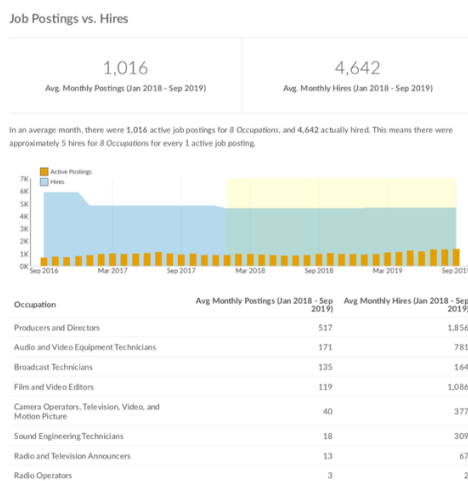 Job Postings vs. Hires
1,016
4,642
Avg. Monthly Postings (Jan 2018 - Sep 2019)
Avg. Monthly Hires (Jan 2018 - Sep 2019)
In an average month, there were 1,016 active job postings for 8 Occupations, and 4,642 actually hired. This means there were
approximately 5 hires for 8 Occupations for every 1 active job posting.
Active Postings
Hires
7K
6K
5K
4K
3K
2K
1K
0K
Sep 2016 Mar 2017 Sep 2017 Mar 2018 Sep 2018 Mar 2019 Sep 2019
Occupation
Avg Monthly Postings (Jan 2018 - Sep
2019)
Avg Monthly Hires (Jan 2018 - Sep
2019)
Producers and Directors 517 1,856
Audio and Video Equipment Technicians 171 781
Broadcast Technicians 135 164
Film and Video Editors 119 1,086
Camera Operators, Television, Video, and
Motion Picture 40 377
Sound Engineering Technicians 18 309
Radio and Television Announcers 13 67
Radio Operators 3 2